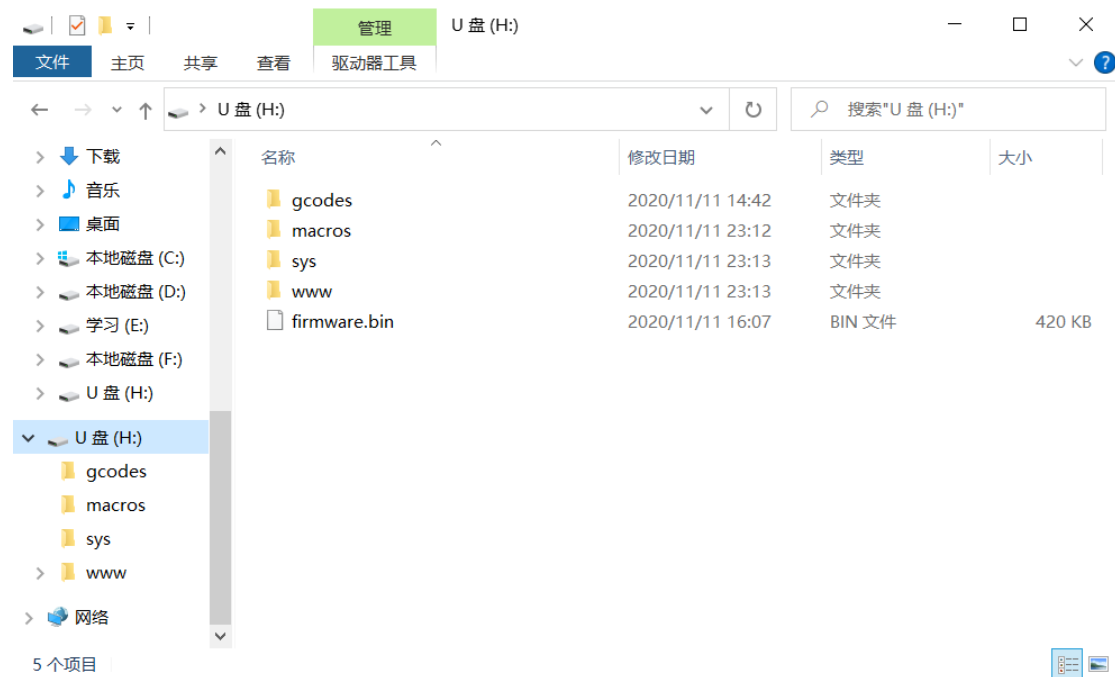 管理
U 盘 (H:)
文件 主页 共享 查看 驱动器工具
U 盘 (H:)
搜索"U 盘 (H:)"
下载
音乐
桌面
本地磁盘 (C:)
本地磁盘 (D:)
学习 (E:)
本地磁盘 (F:)
U 盘 (H:)
U 盘 (H:)
gcodes
macros
sys
www
网络
名称 修改日期 类型 大小
gcodes 2020/11/11 14:42 文件夹
macros 2020/11/11 23:12 文件夹
sys 2020/11/11 23:13 文件夹
www 2020/11/11 23:13 文件夹
firmware.bin 2020/11/11 16:07 BIN 文件 420 KB
5 个项目